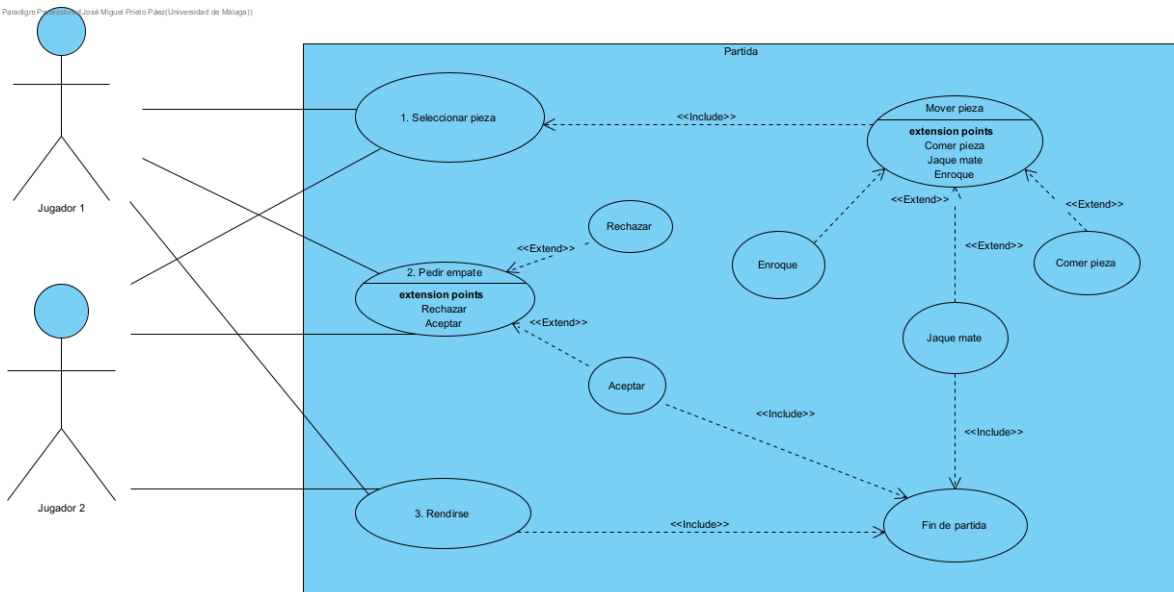 Paradigm Professional(José Miguel Prieto Páez(Universidad de Málaga))
Partida
Jugador 1
Jugador 2
1. Seleccionar pieza
<<Include>>
Mover pieza
extension points
Comer pieza
Jaque mate
Enroque
<<Extend>>
<<Extend>>
<<Extend>>
Enroque
Comer pieza
Jaque mate
Rechazar
<<Extend>>
2. Pedir empate
extension points
Rechazar
Aceptar
<<Extend>>
Aceptar
<<Include>>
<<Include>>
3. Rendirse
<<Include>>
Fin de partida